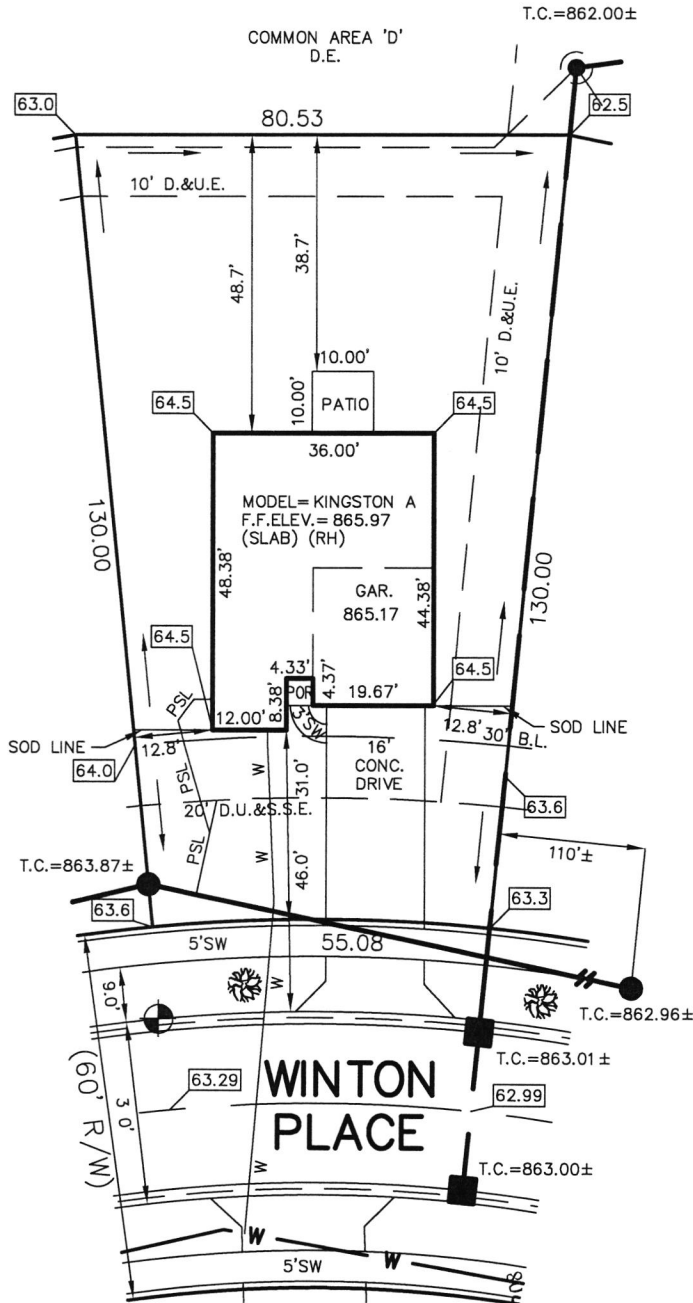 T.C.=862.00±
COMMON AREA 'D'
D.E.
63.0
80.53
62.5
10' D.&U.E.
48.7'
38.7'
10' D.&U.E.
10.00'
10.00'
PATIO
64.5
64.5
36.00'
130.00
MODEL= KINGSTON A
F.F.ELEV.= 865.97
(SLAB) (RH)
48.38'
GAR.
865.17
44.38'
130.00
64.5
4.33'
4.37'
64.5
PSL
8.38'
POR
19.67'
12.00'
3'SW
12.8'
30' B.L.
SOD LINE
SOD LINE
12.8'
W
16'
CONC.
DRIVE
64.0
PSL
31.0'
63.6
20' D.U.&S.S.E.
110'±
PSL
W
46.0'
T.C.=863.87±
63.6
63.3
5'SW
55.08
9.0'
W
T.C.=862.96±
T.C.=863.01±
(60' R/W)
3.0'
63.29
WINTON
PLACE
62.99
W
T.C.=863.00±
W
W
5'SW